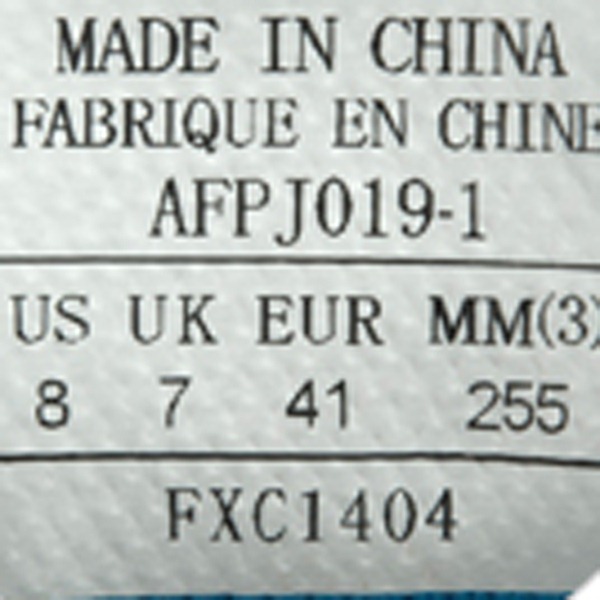 MADE IN CHINA
FABRIQUE EN CHINE
AFPJ019-1
US UK EUR MM(3)
8 7 41 255
FXC1404